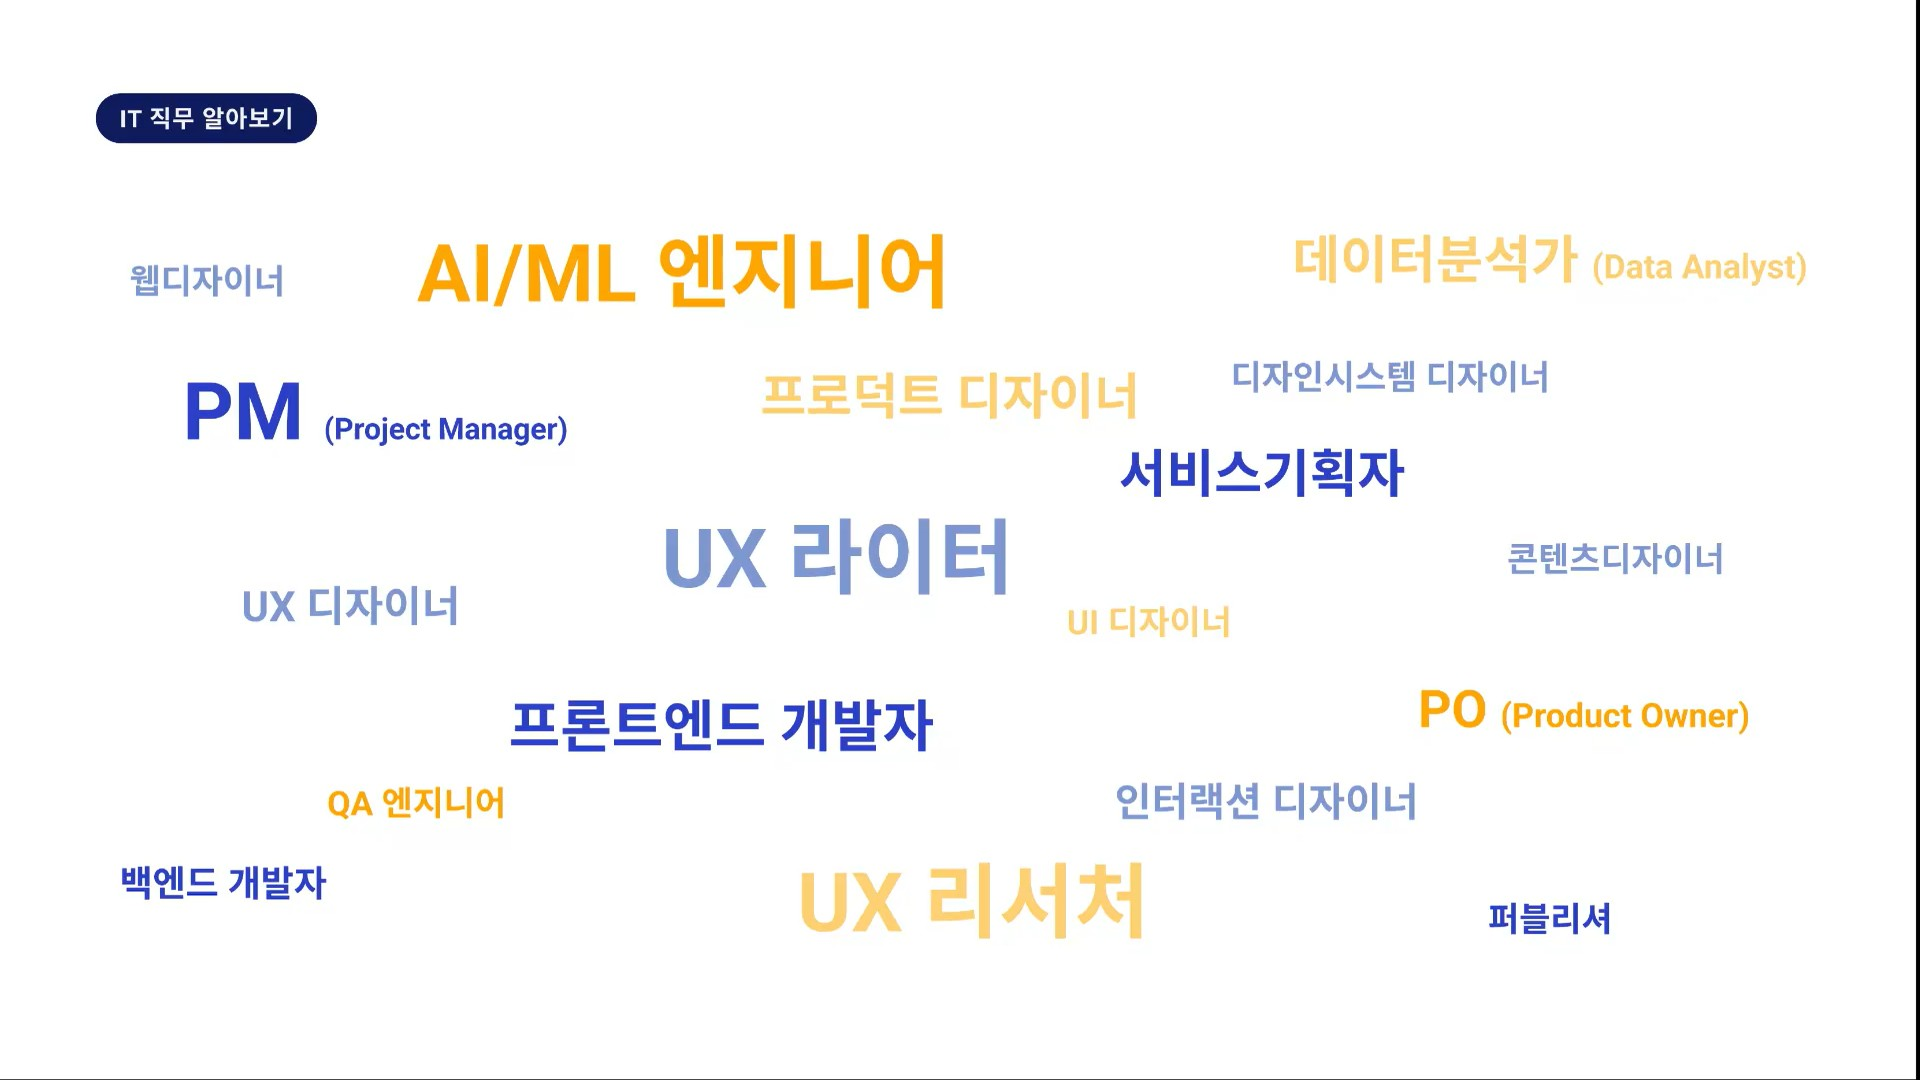 IT 직무 알아보기
웹디자이너
AI/ML 엔지니어
데이터분석가 (Data Analyst)
PM (Project Manager)
프로덕트 디자이너
디자인시스템 디자이너
서비스기획자
UX 라이터
콘텐츠디자이너
UX 디자이너
UI 디자이너
프론트엔드 개발자
PO (Product Owner)
QA 엔지니어
인터랙션 디자이너
백엔드 개발자
UX 리서처
퍼블리셔